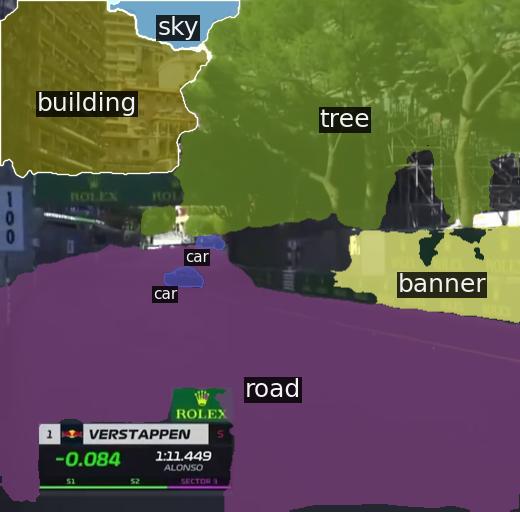 sky
building
tree
ROLEX
ROL
100
car
car
banner
road
ROLEX
1 VERSTAPPEN S
-0.084 1:11.449
ALONSO
S1 S2 SECTOR 3